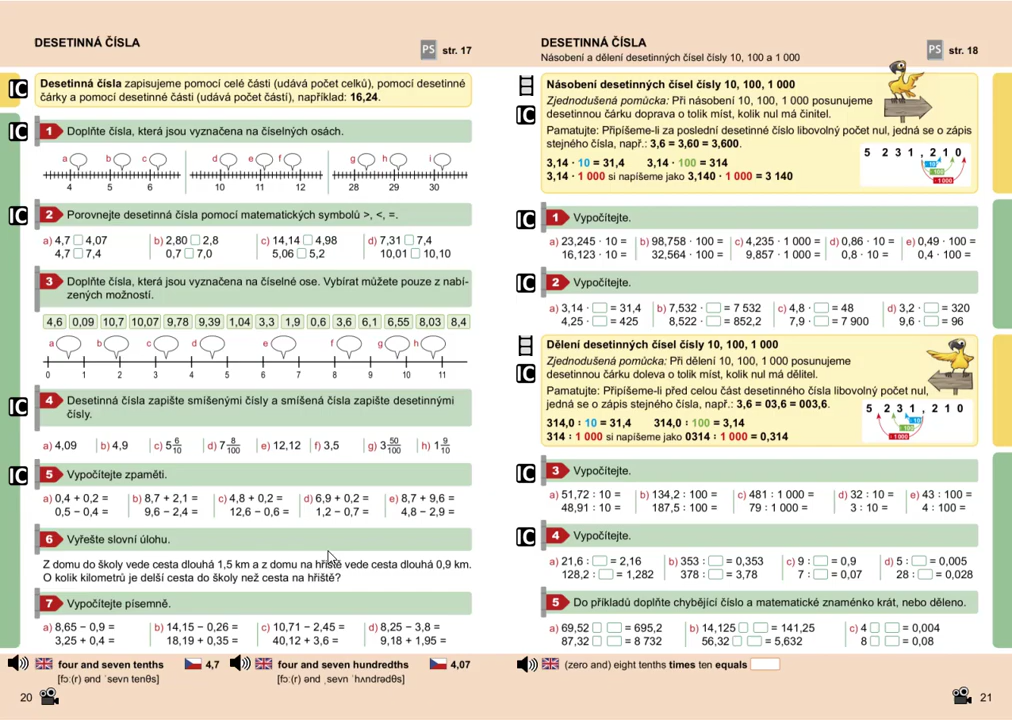 DESETINNÁ ČÍSLA
PS str. 17
Desetinná čísla zapisujeme pomocí celé části (udává počet celků), pomocí desetinné
čárky a pomocí desetinné části (udává počet částí), například: 16,24.
1 Doplňte čísla, která jsou vyznačena na číselných osách.
a b c d e f g h i
4 5 6 10 11 12 28 29 30
2 Porovnejte desetinná čísla pomocí matematických symbolů >, <, =.
a) 4,7 □ 4,07 b) 2,80 □ 2,8 c) 14,14 □ 4,98 d) 7,31 □ 7,4
4,7 □ 7,4 0,7 □ 7,0 5,06 □ 5,2 10,01 □ 10,10
3 Doplňte čísla, která jsou vyznačena na číselné ose. Vybírat můžete pouze z nabí-
zených možností.
4,6 0,09 10,7 10,07 9,78 9,39 1,04 3,3 1,9 0,6 3,6 6,1 6,55 8,03 8,4
a b c d e f g h
0 1 2 3 4 5 6 7 8 9 10 11
4 Desetinná čísla zapište smíšenými čísly a smíšená čísla zapište desetinnými
čísly.
a) 4,09 b) 4,9 c) 5 6/10 d) 7 8/100 e) 12,12 f) 3,5 g) 3 50/100 h) 1 9/10
5 Vypočítejte zpaměti.
a) 0,4 + 0,2 = b) 8,7 + 2,1 = c) 4,8 + 0,2 = d) 6,9 + 0,2 = e) 8,7 + 9,6 =
0,5 − 0,4 = 9,6 − 2,4 = 12,6 − 0,6 = 1,2 − 0,7 = 4,8 − 2,9 =
6 Vyřešte slovní úlohu.
Z domu do školy vede cesta dlouhá 1,5 km a z domu na hřiště vede cesta dlouhá 0,9 km.
O kolik kilometrů je delší cesta do školy než cesta na hřiště?
7 Vypočítejte písemně.
a) 8,65 − 0,9 = b) 14,15 − 0,26 = c) 10,71 − 2,45 = d) 8,25 − 3,8 =
3,25 + 0,4 = 18,19 + 0,35 = 40,12 + 3,6 = 9,18 + 1,95 =
four and seven tenths 4,7 four and seven hundredths 4,07
[fɔː(r) ənd ˈsevn tenθs] [fɔː(r) ənd ˌsevn ˈhʌndrədθs]
20
DESETINNÁ ČÍSLA
Násobení a dělení desetinných čísel čísly 10, 100 a 1 000
PS str. 18
Násobení desetinných čísel čísly 10, 100, 1 000
Zjednodušená pomůcka: Při násobení 10, 100, 1 000 posunujeme
desetinnou čárku doprava o tolik míst, kolik nul má činitel.
Pamatujte: Připíšeme-li za poslední desetinné číslo libovolný počet nul, jedná se o zápis
stejného čísla, např.: 3,6 = 3,60 = 3,600.
3,14 · 10 = 31,4 3,14 · 100 = 314
3,14 · 1 000 si napíšeme jako 3,140 · 1 000 = 3 140
5 2 3 1 , 2 1 0
· 10
· 100
· 1 000
1 Vypočítejte.
a) 23,245 · 10 = b) 98,758 · 100 = c) 4,235 · 1 000 = d) 0,86 · 10 = e) 0,49 · 100 =
16,123 · 10 = 32,564 · 100 = 9,857 · 1 000 = 0,8 · 10 = 0,4 · 100 =
2 Vypočítejte.
a) 3,14 · □ = 31,4 b) 7,532 · □ = 7 532 c) 4,8 · □ = 48 d) 3,2 · □ = 320
4,25 · □ = 425 8,522 · □ = 852,2 7,9 · □ = 7 900 9,6 · □ = 96
Dělení desetinných čísel čísly 10, 100, 1 000
Zjednodušená pomůcka: Při dělení 10, 100, 1 000 posunujeme
desetinnou čárku doleva o tolik míst, kolik nul má dělitel.
Pamatujte: Připíšeme-li před celou část desetinného čísla libovolný počet nul,
jedná se o zápis stejného čísla, např.: 3,6 = 03,6 = 003,6.
314,0 : 10 = 31,4 314,0 : 100 = 3,14
314 : 1 000 si napíšeme jako 0314 : 1 000 = 0,314
5 2 3 1 , 2 1 0
: 10
: 100
: 1 000
3 Vypočítejte.
a) 51,72 : 10 = b) 134,2 : 100 = c) 481 : 1 000 = d) 32 : 10 = e) 43 : 100 =
48,91 : 10 = 187,5 : 100 = 79 : 1 000 = 3 : 10 = 4 : 100 =
4 Vypočítejte.
a) 21,6 : □ = 2,16 b) 353 : □ = 0,353 c) 9 : □ = 0,9 d) 5 : □ = 0,005
128,2 : □ = 1,282 378 : □ = 3,78 7 : □ = 0,07 28 : □ = 0,028
5 Do příkladů doplňte chybějící číslo a matematické znaménko krát, nebo děleno.
a) 69,52 □ □ = 695,2 b) 14,125 □ □ = 141,25 c) 4 □ □ = 0,004
87,32 □ □ = 8 732 56,32 □ □ = 5,632 8 □ □ = 0,08
(zero and) eight tenths times ten equals
21